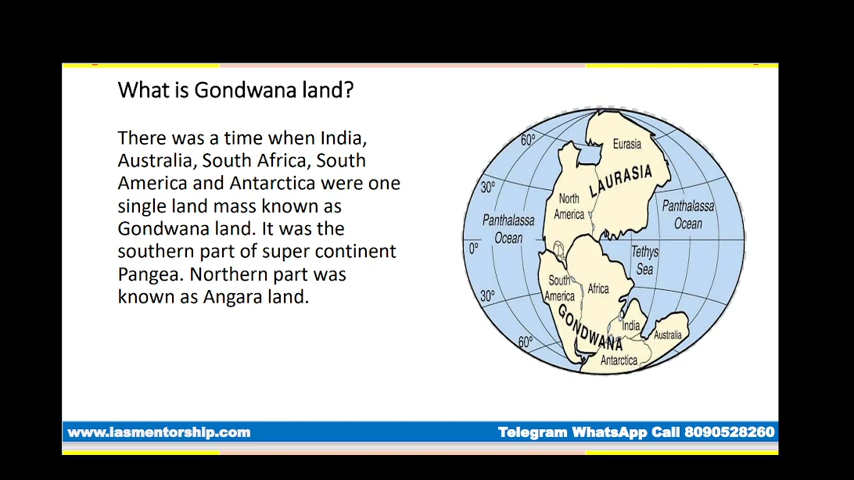 What is Gondwana land?
There was a time when India,
Australia, South Africa, South
America and Antarctica were one
single land mass known as
Gondwana land. It was the
southern part of super continent
Pangea. Northern part was
known as Angara land.
60°
Eurasia
LAURASIA
30°
North
America
Panthalassa
Ocean
Panthalassa
Ocean
0°
Tethys
Sea
South
America
Africa
30°
GONDWANA
India
Australia
60°
Antarctica
www.Iasmentorship.com
Telegram WhatsApp Call 8090528260